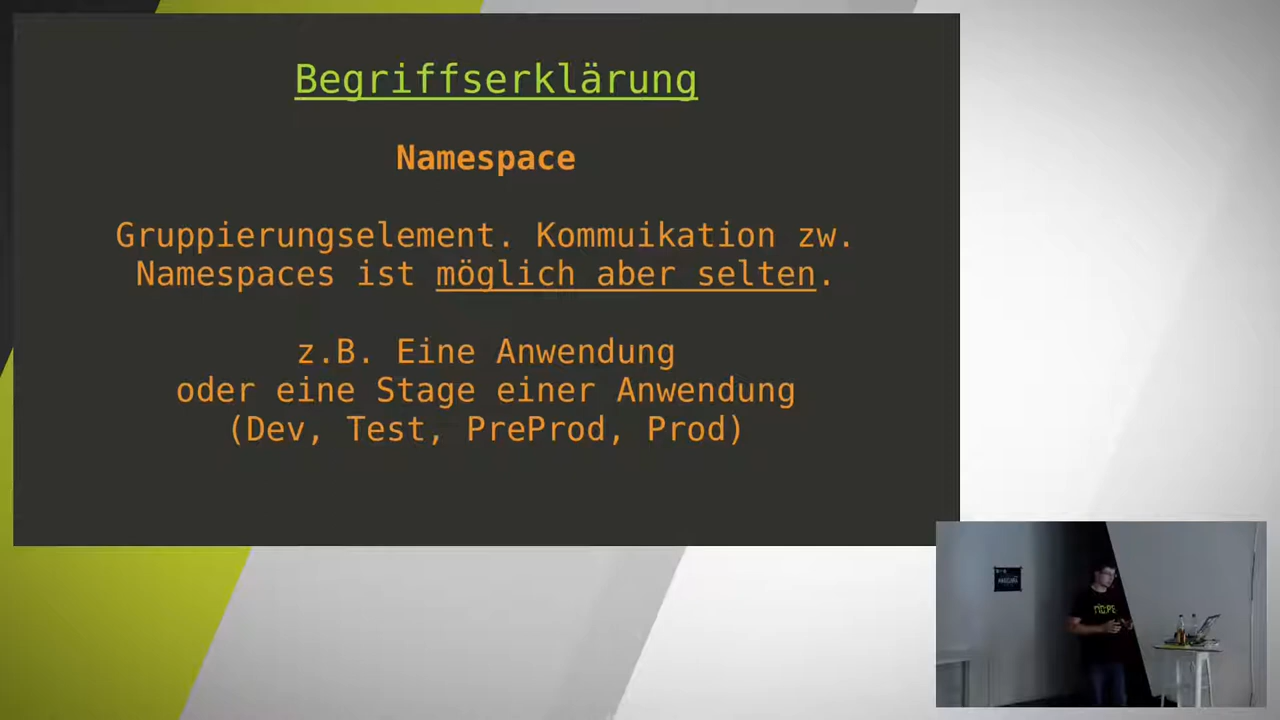 Begriffserklärung
Namespace
Gruppierungselement. Kommuikation zw.
Namespaces ist möglich aber selten.
z.B. Eine Anwendung
oder eine Stage einer Anwendung
(Dev, Test, PreProd, Prod)